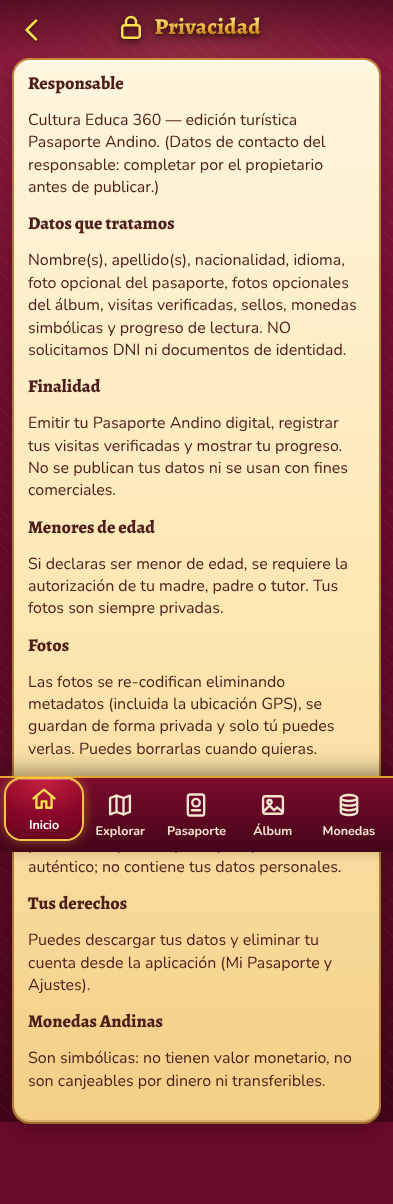 Privacidad
Responsable
Cultura Educa 360 — edición turística
Pasaporte Andino. (Datos de contacto del
responsable: completar por el propietario
antes de publicar.)
Datos que tratamos
Nombre(s), apellido(s), nacionalidad, idioma,
foto opcional del pasaporte, fotos opcionales
del álbum, visitas verificadas, sellos, monedas
simbólicas y progreso de lectura. NO
solicitamos DNI ni documentos de identidad.
Finalidad
Emitir tu Pasaporte Andino digital, registrar
tus visitas verificadas y mostrar tu progreso.
No se publican tus datos ni se usan con fines
comerciales.
Menores de edad
Si declaras ser menor de edad, se requiere la
autorización de tu madre, padre o tutor. Tus
fotos son siempre privadas.
Fotos
Las fotos se re-codifican eliminando
metadatos (incluida la ubicación GPS), se
guardan de forma privada y solo tú puedes
verlas. Puedes borrarlas cuando quieras.
Inicio
Explorar
Pasaporte
Álbum
Monedas
auténtico; no contiene tus datos personales.
Tus derechos
Puedes descargar tus datos y eliminar tu
cuenta desde la aplicación (Mi Pasaporte y
Ajustes).
Monedas Andinas
Son simbólicas: no tienen valor monetario, no
son canjeables por dinero ni transferibles.